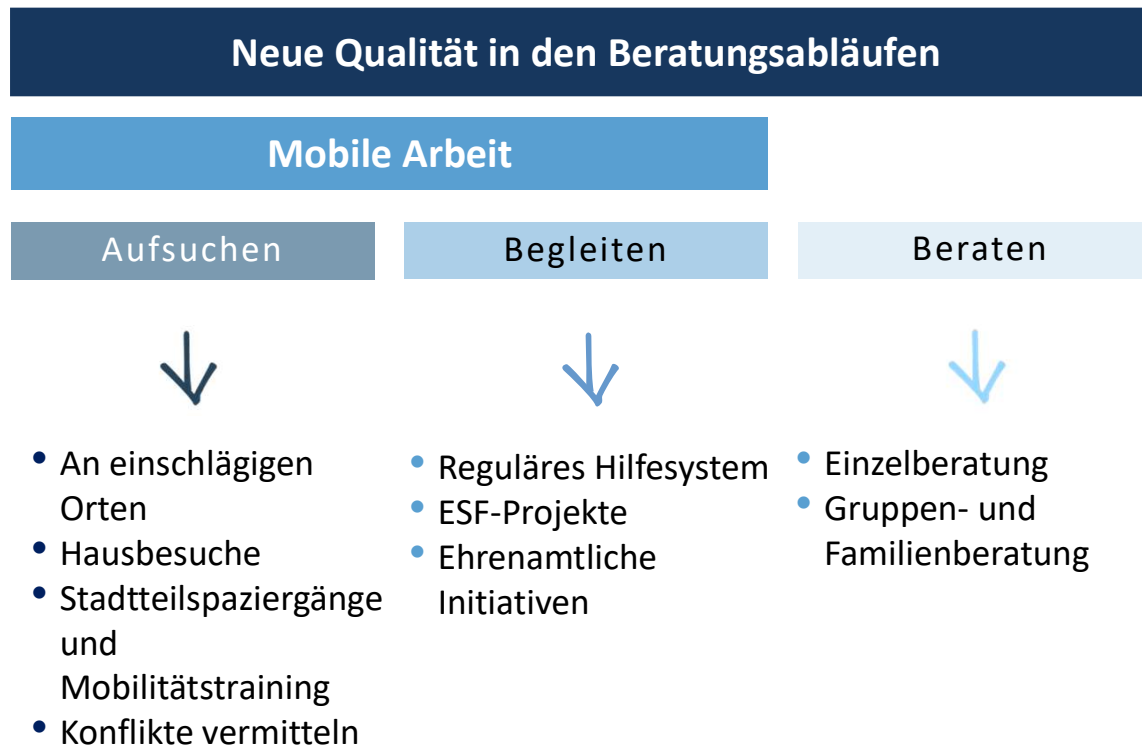 Neue Qualität in den Beratungsabläufen
Mobile Arbeit
Aufsuchen
Begleiten
Beraten
• An einschlägigen
Orten
• Hausbesuche
• Stadtteilspaziergänge
und
Mobilitätstraining
• Konflikte vermitteln
• Reguläres Hilfesystem
• ESF-Projekte
• Ehrenamtliche
Initiativen
• Einzelberatung
• Gruppen- und
Familienberatung